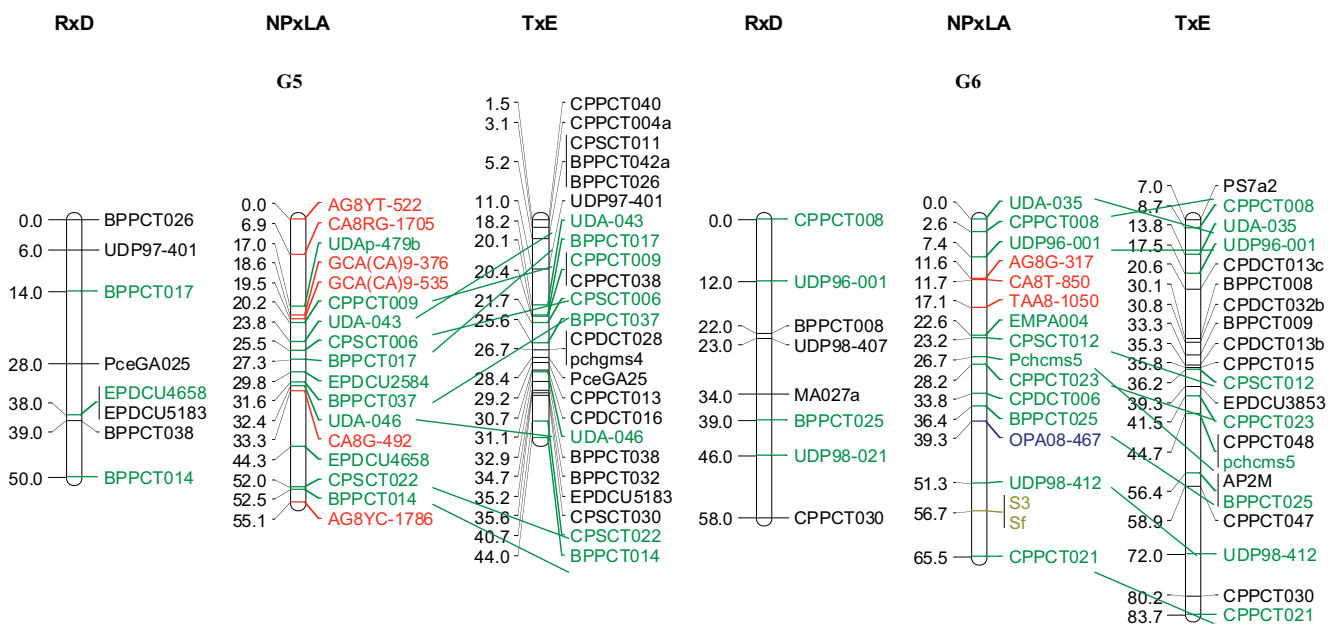 RxD
NPxLA
TxE
RxD
NPxLA
TxE
G5
G6
0.0
6.0
14.0
28.0
38.0
39.0
50.0
BPPCT026
UDP97-401
BPPCT017
PceGA025
EPDCU4658
EPDCU5183
BPPCT038
BPPCT014
0.0
6.9
17.0
18.6
19.5
20.2
23.8
25.5
27.3
29.8
31.6
32.4
33.3
44.3
52.0
52.5
55.1
AG8YT-522
CA8RG-1705
UDAp-479b
GCA(CA)9-376
GCA(CA)9-535
CPPCT009
UDA-043
CPSCT006
BPPCT017
EPDCU2584
BPPCT037
UDA-046
CA8G-492
EPDCU4658
CPSCT022
BPPCT014
AG8YC-1786
1.5
3.1
5.2
11.0
18.2
20.1
20.4
21.7
25.6
26.7
28.4
29.2
30.7
31.1
32.9
34.7
35.2
35.6
40.7
44.0
CPPCT040
CPPCT004a
CPSCT011
BPPCT042a
BPPCT026
UDP97-401
UDA-043
BPPCT017
CPPCT009
CPPCT038
CPSCT006
BPPCT037
CPDCT028
pchgms4
PceGA25
CPPCT013
CPDCT016
UDA-046
BPPCT038
BPPCT032
EPDCU5183
CPSCT030
CPSCT022
BPPCT014
0.0
12.0
22.0
23.0
34.0
39.0
46.0
58.0
CPPCT008
UDP96-001
BPPCT008
UDP98-407
MA027a
BPPCT025
UDP98-021
CPPCT030
0.0
2.6
7.4
11.6
11.7
17.1
22.6
23.2
26.7
28.2
33.8
36.4
39.3
51.3
56.7
65.5
UDA-035
CPPCT008
UDP96-001
AG8G-317
CA8T-850
TAA8-1050
EMPA004
CPSCT012
Pchcms5
CPPCT023
CPDCT006
BPPCT025
OPA08-467
UDP98-412
S3
Sf
CPPCT021
7.0
8.7
13.8
17.5
20.6
30.1
30.8
33.3
35.3
35.8
36.2
39.3
41.5
44.7
56.4
58.9
72.0
80.2
83.7
PS7a2
CPPCT008
UDA-035
UDP96-001
CPDCT013c
BPPCT008
CPDCT032b
BPPCT009
CPDCT013b
CPPCT015
CPSCT012
EPDCU3853
CPPCT023
CPPCT048
pchcms5
AP2M
BPPCT025
CPPCT047
UDP98-412
CPPCT030
CPPCT021